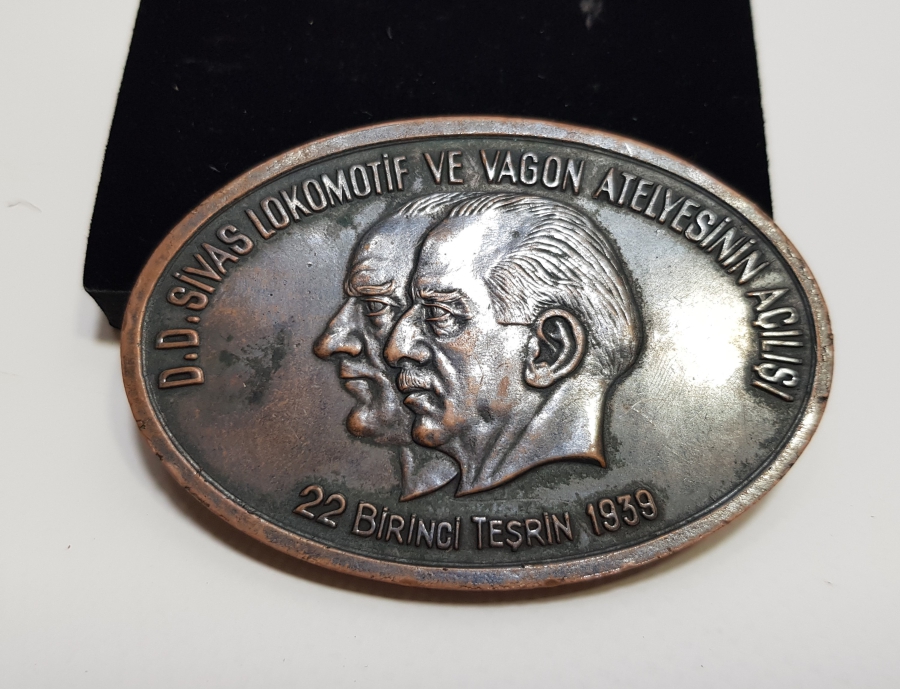 D.D.SİVAS LOKOMOTİF VE VAGON ATELYESİNİN AÇILIŞI
22 BİRİNCİ TEŞRİN 1939